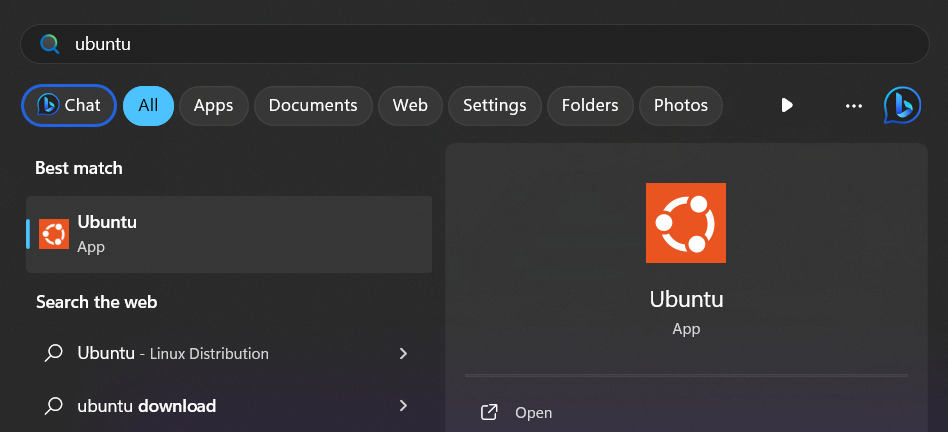 ubuntu
Chat All Apps Documents Web Settings Folders Photos
Best match
Ubuntu
App
Search the web
Ubuntu - Linux Distribution
ubuntu download
Ubuntu
App
Open